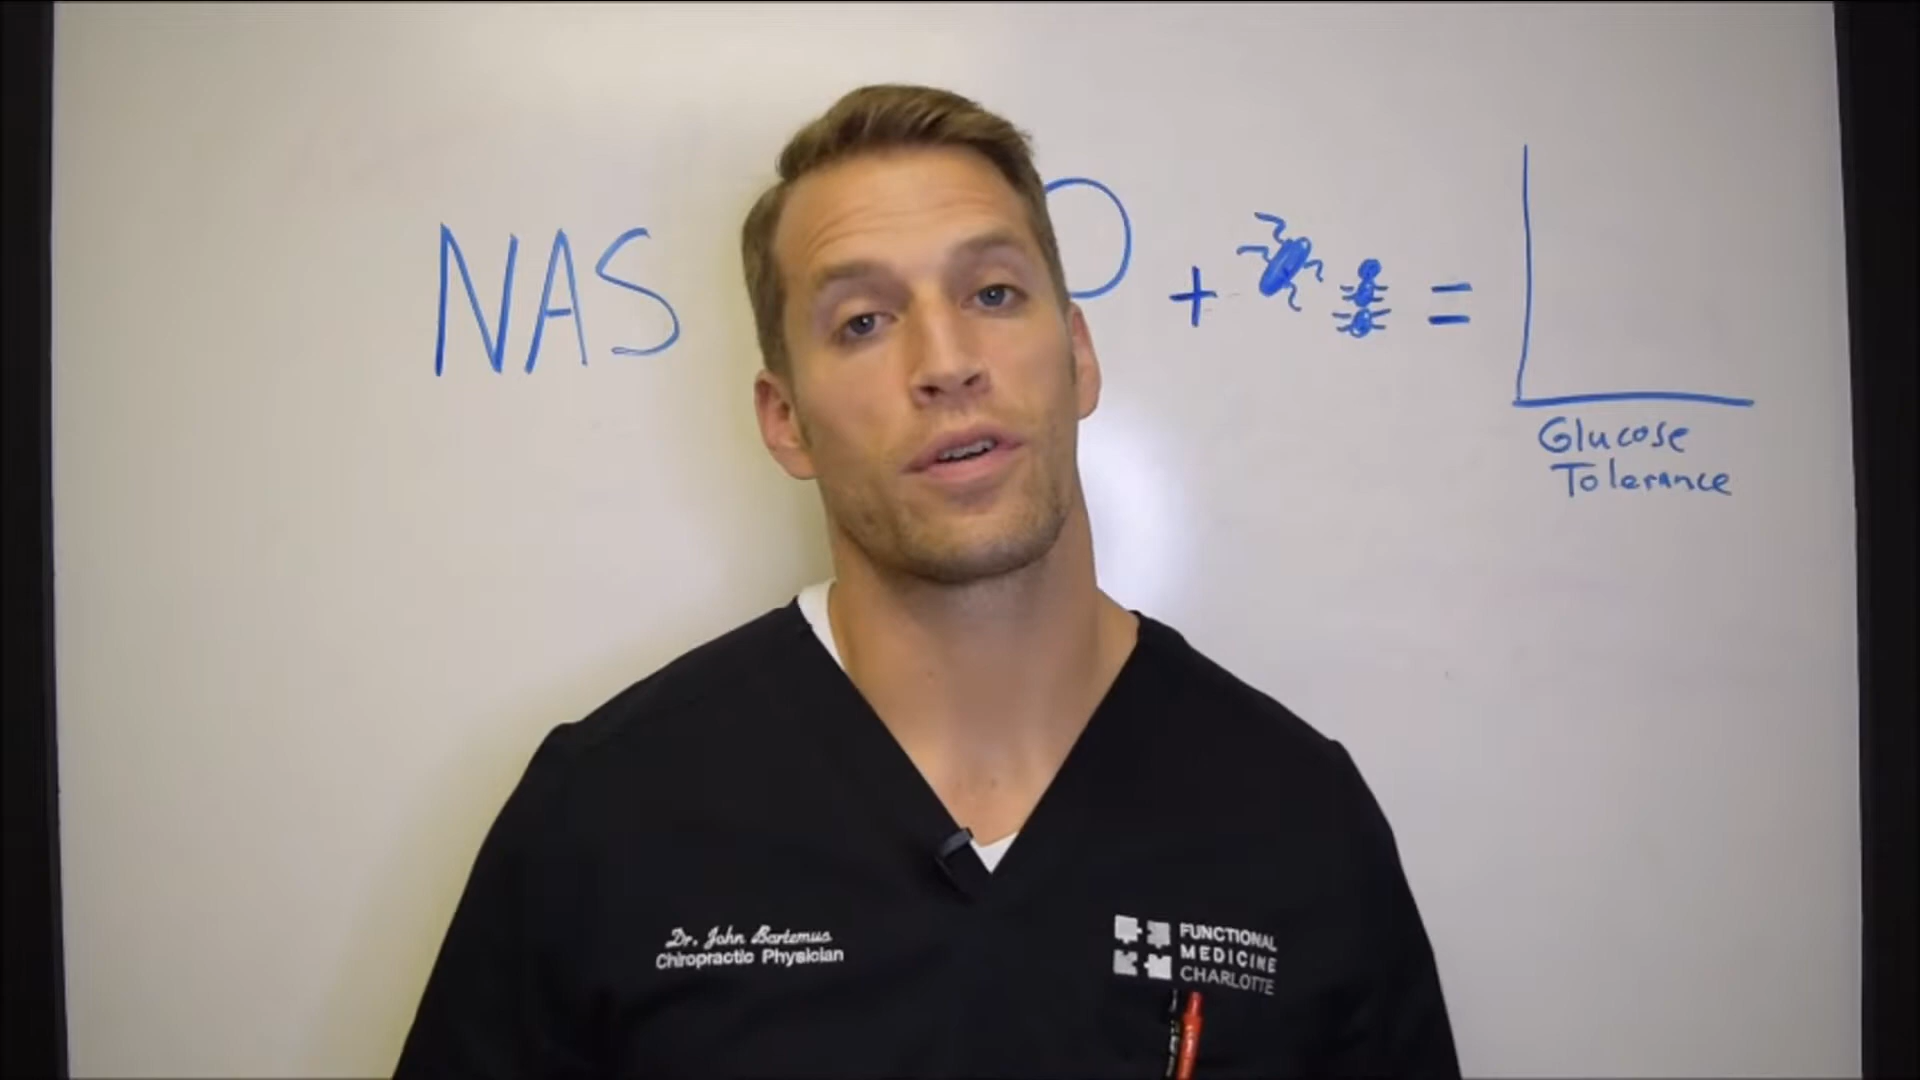 NAS
+ =
Glucose
Tolerance
Dr. John Bartemus
Chiropractic Physician
FUNCTIONAL
MEDICINE
CHARLOTTE